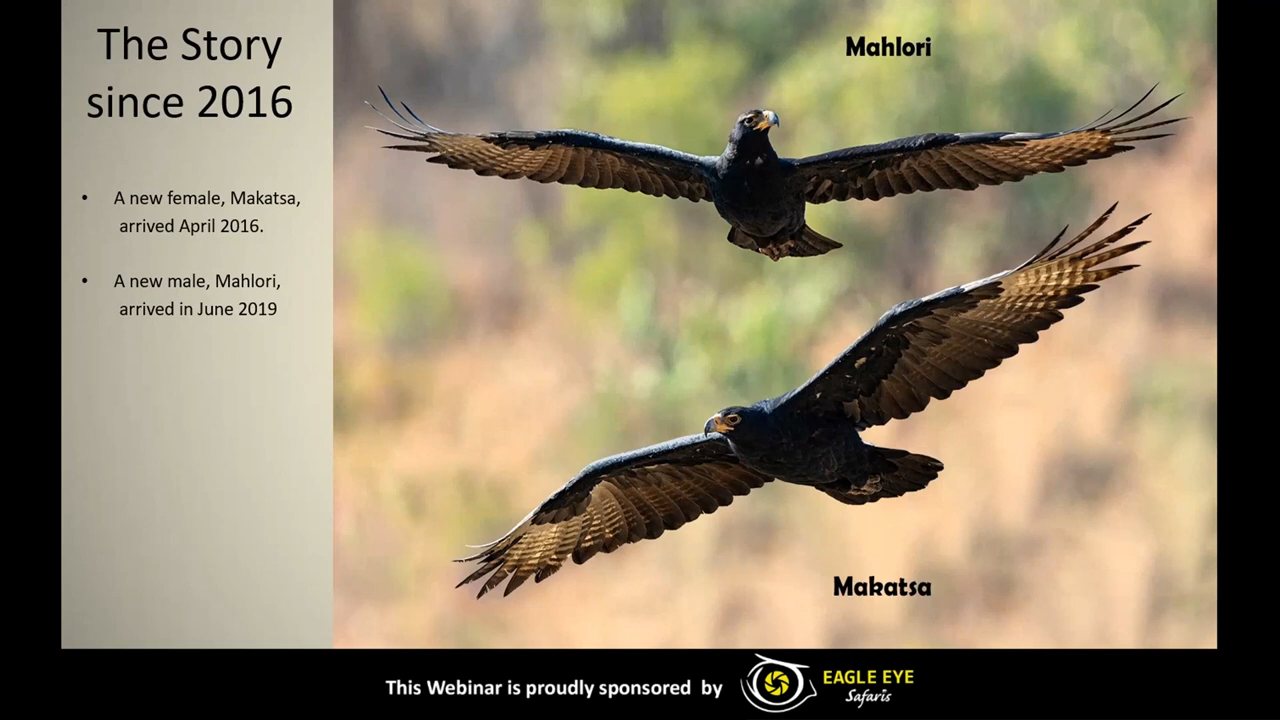 The Story
since 2016
• A new female, Makatsa,
arrived April 2016.
• A new male, Mahlori,
arrived in June 2019
Mahlori
Makatsa
This Webinar is proudly sponsored by
EAGLE EYE
Safaris